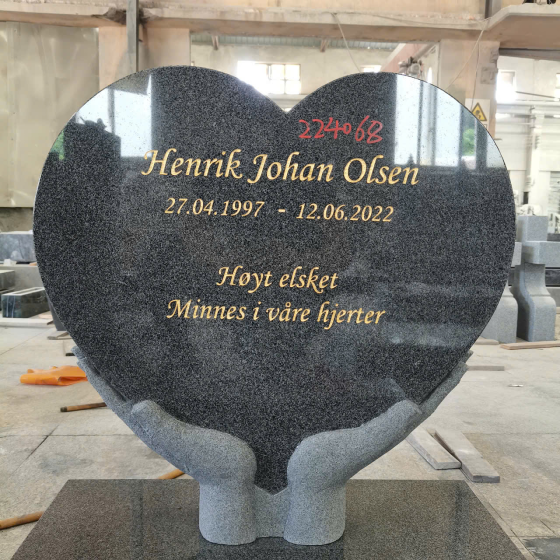 224068
Henrik Johan Olsen
27.04.1997 - 12.06.2022
Høyt elsket
Minnes i våre hjerter